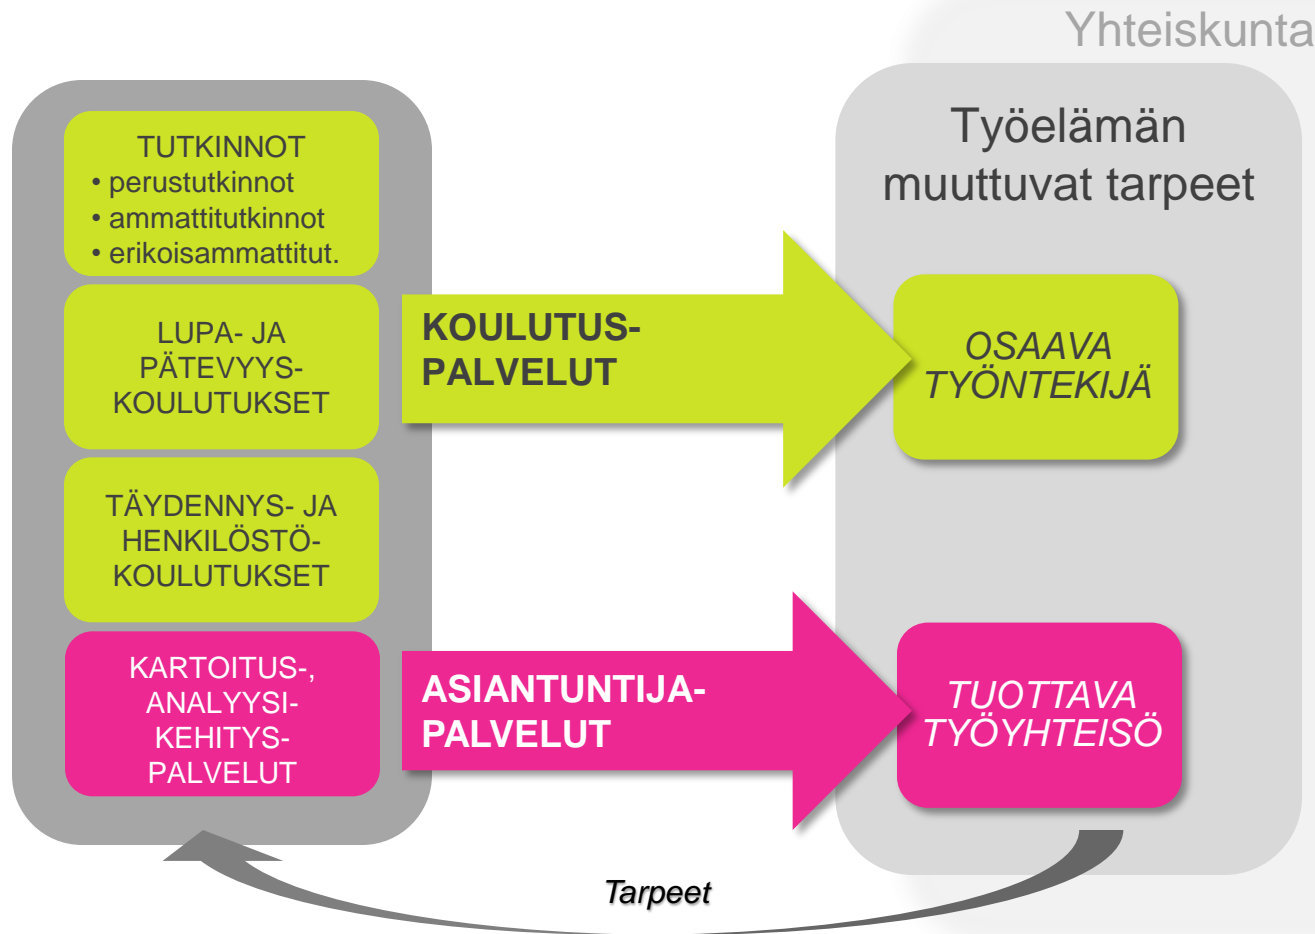 Yhteiskunta
TUTKINNOT
• perustutkinnot
• ammattitutkinnot
• erikoisammattitut.
LUPA- JA
PÄTEVYYS-
KOULUTUKSET
TÄYDENNYS- JA
HENKILÖSTÖ-
KOULUTUKSET
KARTOITUS-,
ANALYYSI-
KEHITYS-
PALVELUT
KOULUTUS-
PALVELUT
ASIANTUNTIJA-
PALVELUT
Työelämän
muuttuvat tarpeet
OSAAVA
TYÖNTEKIJÄ
TUOTTAVA
TYÖYHTEISÖ
Tarpeet